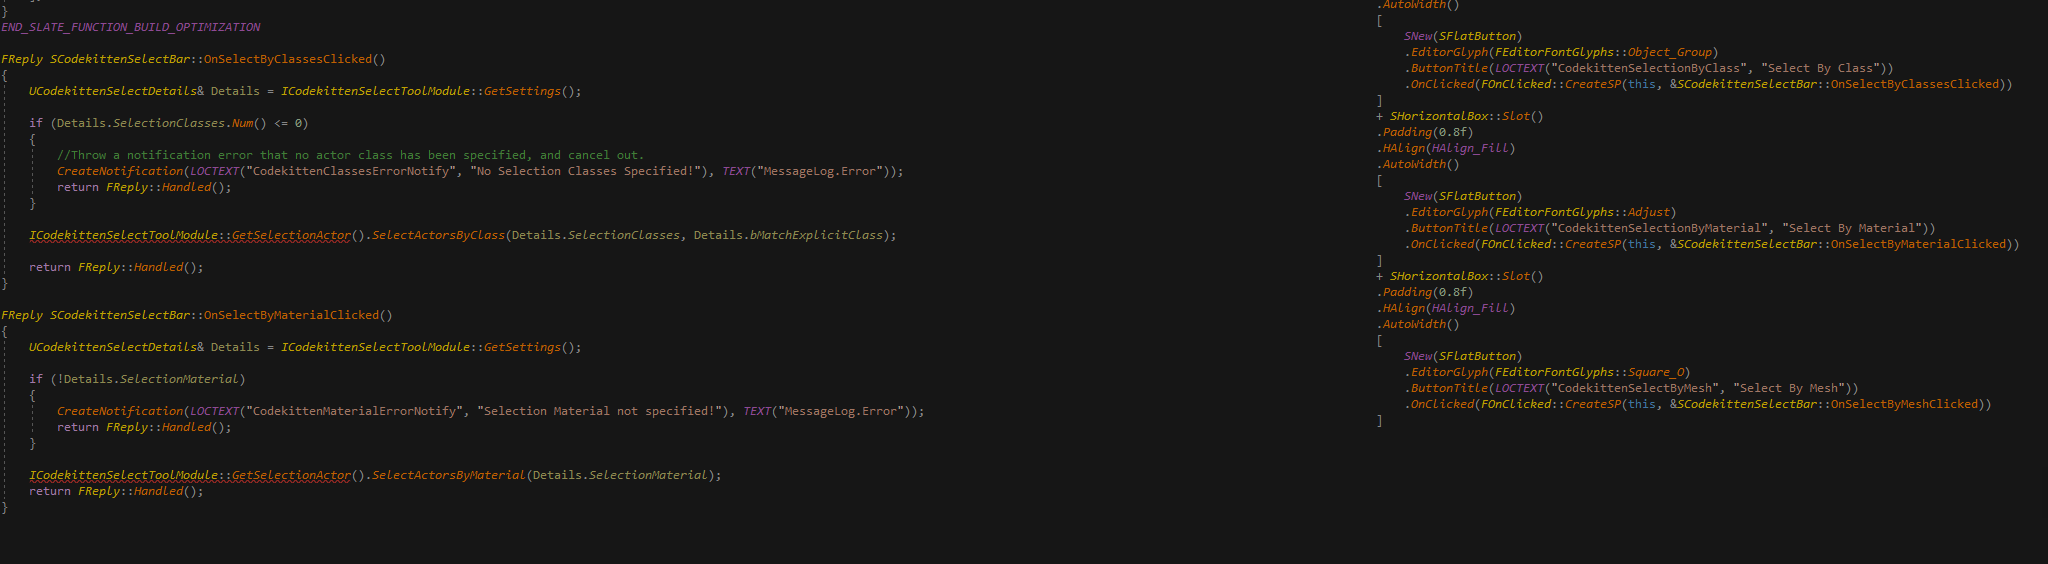 }
END_SLATE_FUNCTION_BUILD_OPTIMIZATION
FReply SCodekittenSelectBar::OnSelectByClassesClicked()
{
UCodekittenSelectDetails& Details = ICodekittenSelectToolModule::GetSettings();
if (Details.SelectionClasses.Num() <= 0)
{
//Throw a notification error that no actor class has been specified, and cancel out.
CreateNotification(LOCTEXT("CodekittenClassesErrorNotify", "No Selection Classes Specified!"), TEXT("MessageLog.Error"));
return FReply::Handled();
}
ICodekittenSelectToolModule::GetSelectionActor().SelectActorsByClass(Details.SelectionClasses, Details.bMatchExplicitClass);
return FReply::Handled();
}
FReply SCodekittenSelectBar::OnSelectByMaterialClicked()
{
UCodekittenSelectDetails& Details = ICodekittenSelectToolModule::GetSettings();
if (!Details.SelectionMaterial)
{
CreateNotification(LOCTEXT("CodekittenMaterialErrorNotify", "Selection Material not specified!"), TEXT("MessageLog.Error"));
return FReply::Handled();
}
ICodekittenSelectToolModule::GetSelectionActor().SelectActorsByMaterial(Details.SelectionMaterial);
return FReply::Handled();
}
.AutoWidth()
[
SNew(SFlatButton)
.EditorGlyph(FEditorFontGlyphs::Object_Group)
.ButtonTitle(LOCTEXT("CodekittenSelectionByClass", "Select By Class"))
.OnClicked(FOnClicked::CreateSP(this, &SCodekittenSelectBar::OnSelectByClassesClicked))
]
+ SHorizontalBox::Slot()
.Padding(0.8f)
.HAlign(HAlign_Fill)
.AutoWidth()
[
SNew(SFlatButton)
.EditorGlyph(FEditorFontGlyphs::Adjust)
.ButtonTitle(LOCTEXT("CodekittenSelectionByMaterial", "Select By Material"))
.OnClicked(FOnClicked::CreateSP(this, &SCodekittenSelectBar::OnSelectByMaterialClicked))
]
+ SHorizontalBox::Slot()
.Padding(0.8f)
.HAlign(HAlign_Fill)
.AutoWidth()
[
SNew(SFlatButton)
.EditorGlyph(FEditorFontGlyphs::Square_O)
.ButtonTitle(LOCTEXT("CodekittenSelectByMesh", "Select By Mesh"))
.OnClicked(FOnClicked::CreateSP(this, &SCodekittenSelectBar::OnSelectByMeshClicked))
]